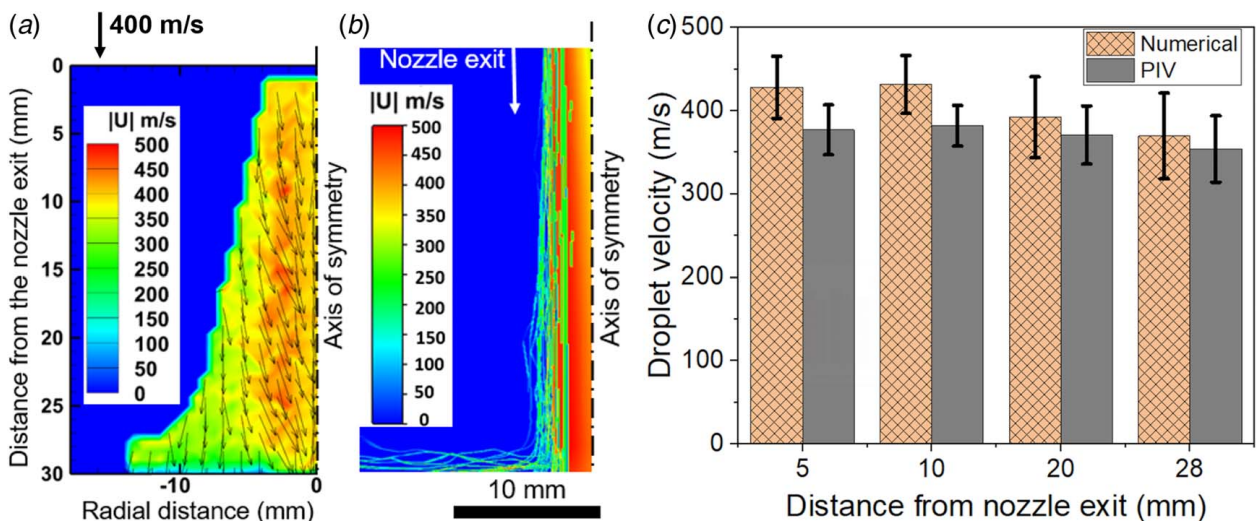 (a)
400 m/s
Distance from the nozzle exit (mm)
0
5
10
15
20
25
30
|U| m/s
500
450
400
350
300
250
200
150
100
50
0
-10
0
Radial distance (mm)
Axis of symmetry
(b)
Nozzle exit
|U| m/s
500
450
400
350
300
250
200
150
100
50
0
Axis of symmetry
10 mm
(c)
Droplet velocity (m/s)
500
400
300
200
100
0
Numerical
PIV
5
10
20
28
Distance from nozzle exit (mm)